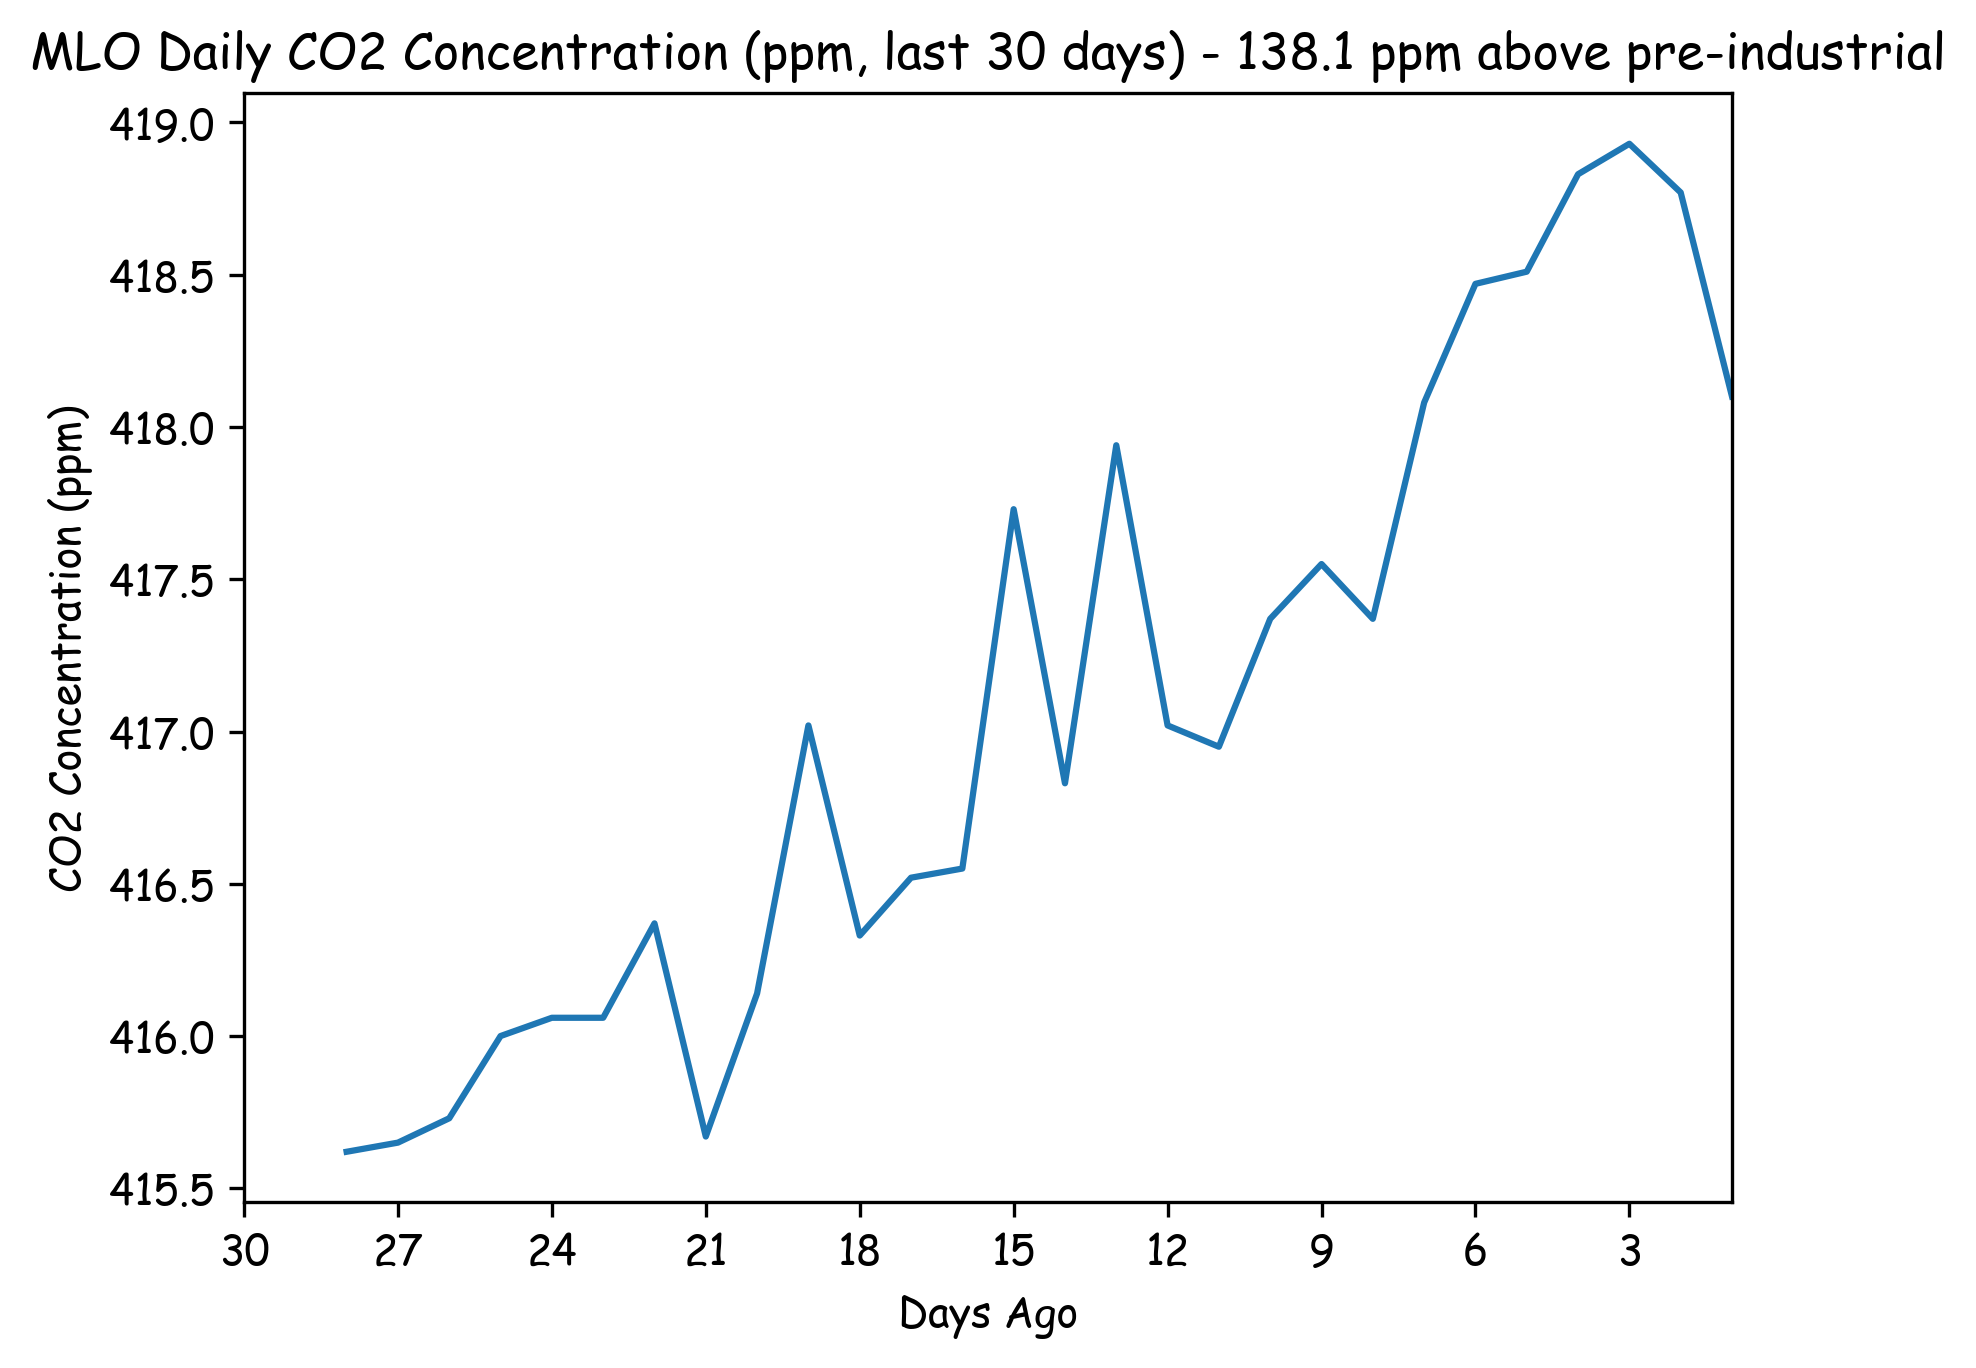 MLO Daily CO2 Concentration (ppm, last 30 days) - 138.1 ppm above pre-industrial
419.0
418.5
418.0
417.5
417.0
416.5
416.0
415.5
CO2 Concentration (ppm)
30 27 24 21 18 15 12 9 6 3
Days Ago